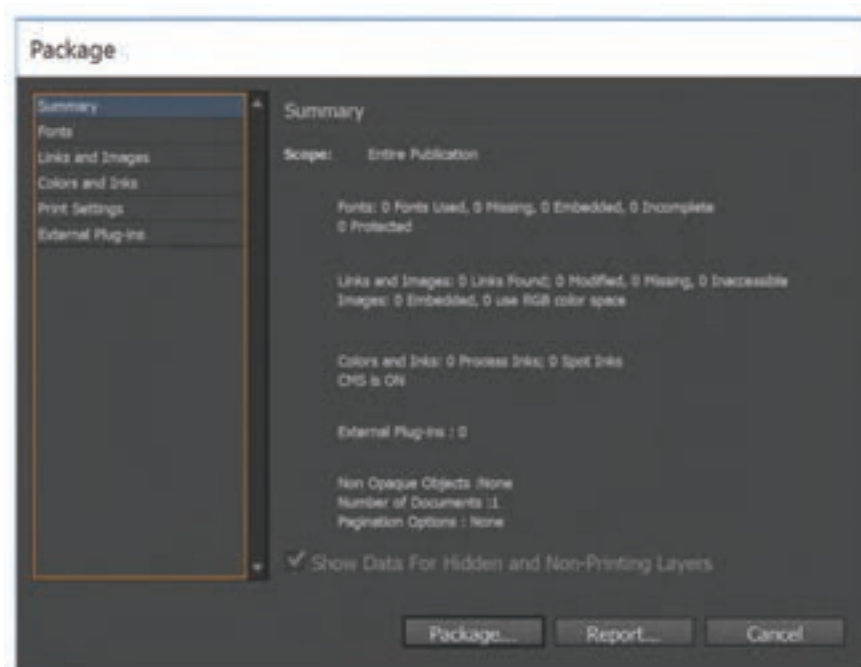 Package
Summary
Fonts
Links and Images
Colors and Inks
Print Settings
External Plug-ins
Summary
Scope: Entire Publication
Fonts: 0 Fonts Used, 0 Missing, 0 Embedded, 0 Incomplete
0 Protected
Links and Images: 0 Links Found; 0 Modified, 0 Missing, 0 Inaccessible
Images: 0 Embedded, 0 use RGB color space
Colors and Inks: 0 Process Inks; 0 Spot Inks
CMS is ON
External Plug-ins : 0
Non Opaque Objects :None
Number of Documents :1
Pagination Options : None
Show Data For Hidden and Non-Printing Layers
Package...
Report...
Cancel